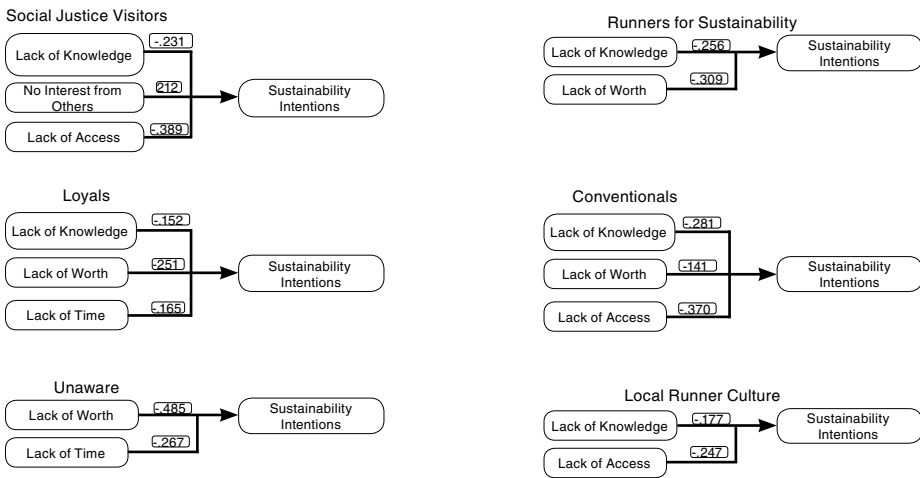 Social Justice Visitors
Lack of Knowledge
-.231
No Interest from
Others
212
Lack of Access
-.389
Sustainability
Intentions
Runners for Sustainability
Lack of Knowledge
-.256
Lack of Worth
-.309
Sustainability
Intentions
Loyals
Lack of Knowledge
-.152
Lack of Worth
-251
Lack of Time
-.165
Sustainability
Intentions
Conventionals
Lack of Knowledge
-.281
Lack of Worth
-141
Lack of Access
-.370
Sustainability
Intentions
Unaware
Lack of Worth
-.485
Lack of Time
-.267
Sustainability
Intentions
Local Runner Culture
Lack of Knowledge
-.177
Lack of Access
-.247
Sustainability
Intentions